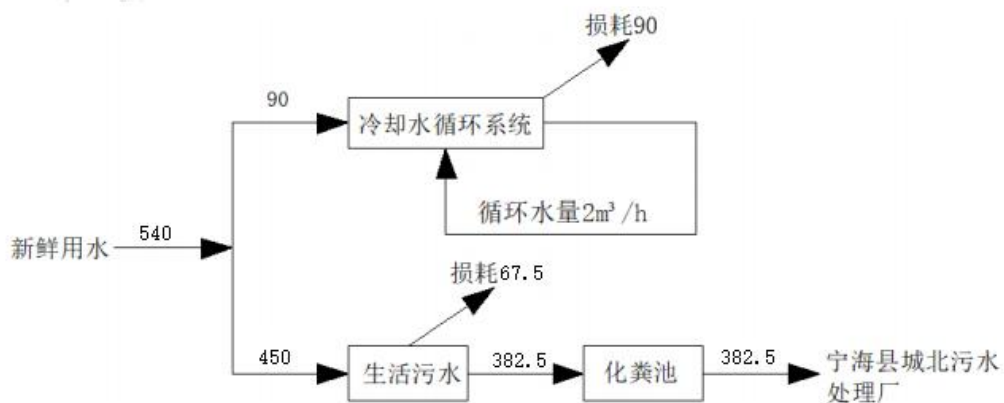 损耗90
90
冷却水循环系统
循环水量2m³/h
新鲜用水
540
损耗67.5
450
生活污水
382.5
化粪池
382.5
宁海县城北污水
处理厂